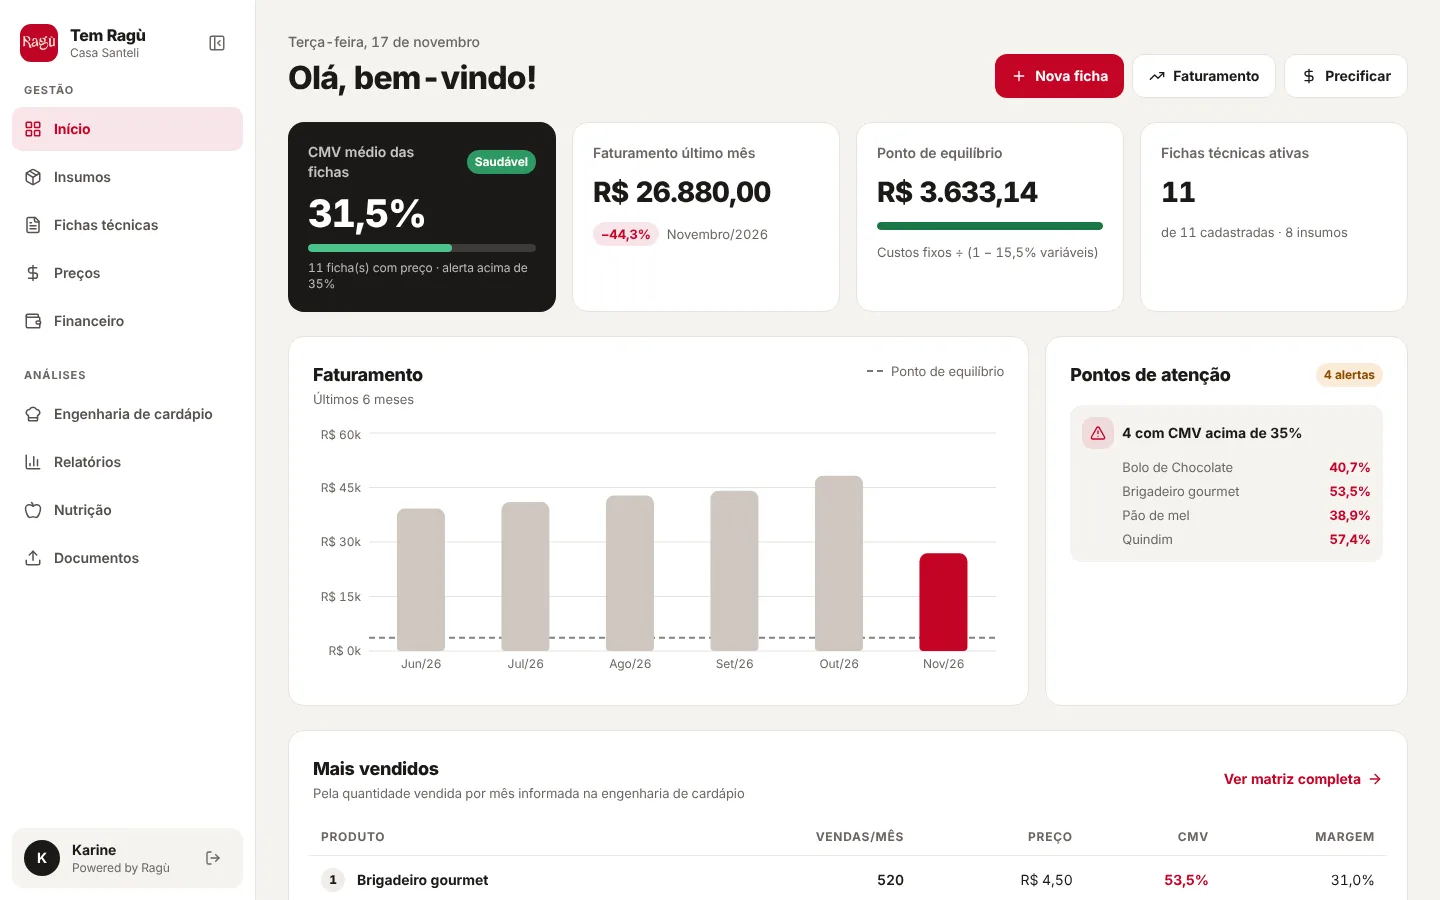 Ragù
Tem Ragù
Casa Santeli
GESTÃO
Início
Insumos
Fichas técnicas
Preços
Financeiro
ANÁLISES
Engenharia de cardápio
Relatórios
Nutrição
Documentos
K
Karine
Powered by Ragù
Terça-feira, 17 de novembro
Olá, bem-vindo!
+ Nova ficha
Faturamento
$ Precificar
CMV médio das
fichas
Saudável
31,5%
11 ficha(s) com preço · alerta acima de
35%
Faturamento último mês
R$ 26.880,00
−44,3% Novembro/2026
Ponto de equilíbrio
R$ 3.633,14
Custos fixos ÷ (1 − 15,5% variáveis)
Fichas técnicas ativas
11
de 11 cadastradas · 8 insumos
Faturamento
Últimos 6 meses
Ponto de equilíbrio
R$ 60k
R$ 45k
R$ 30k
R$ 15k
R$ 0k
Jun/26 Jul/26 Ago/26 Set/26 Out/26 Nov/26
Pontos de atenção
4 alertas
4 com CMV acima de 35%
Bolo de Chocolate 40,7%
Brigadeiro gourmet 53,5%
Pão de mel 38,9%
Quindim 57,4%
Mais vendidos
Pela quantidade vendida por mês informada na engenharia de cardápio
Ver matriz completa →
PRODUTO VENDAS/MÊS PREÇO CMV MARGEM
1 Brigadeiro gourmet 520 R$ 4,50 53,5% 31,0%